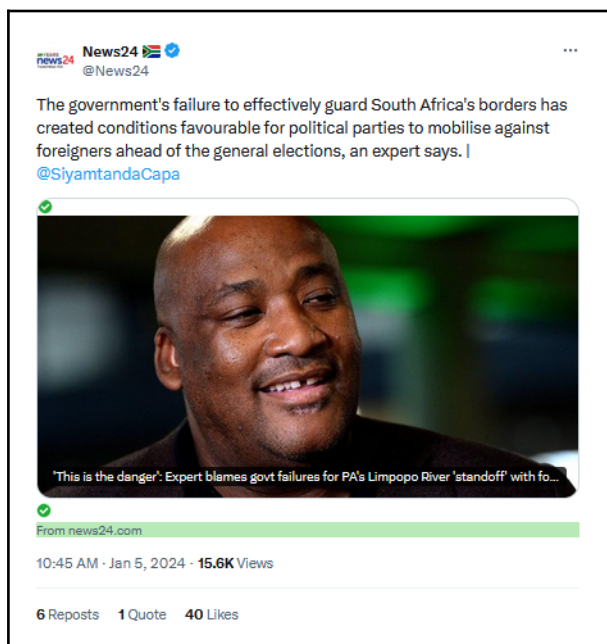 News24
@News24
news24
The government's failure to effectively guard South Africa's borders has
created conditions favourable for political parties to mobilise against
foreigners ahead of the general elections, an expert says. |
@SiyamtandaCapa
'This is the danger': Expert blames govt failures for PA's Limpopo River 'standoff' with fo...
From news24.com
10:45 AM · Jan 5, 2024 · 15.6K Views
6 Reposts 1 Quote 40 Likes